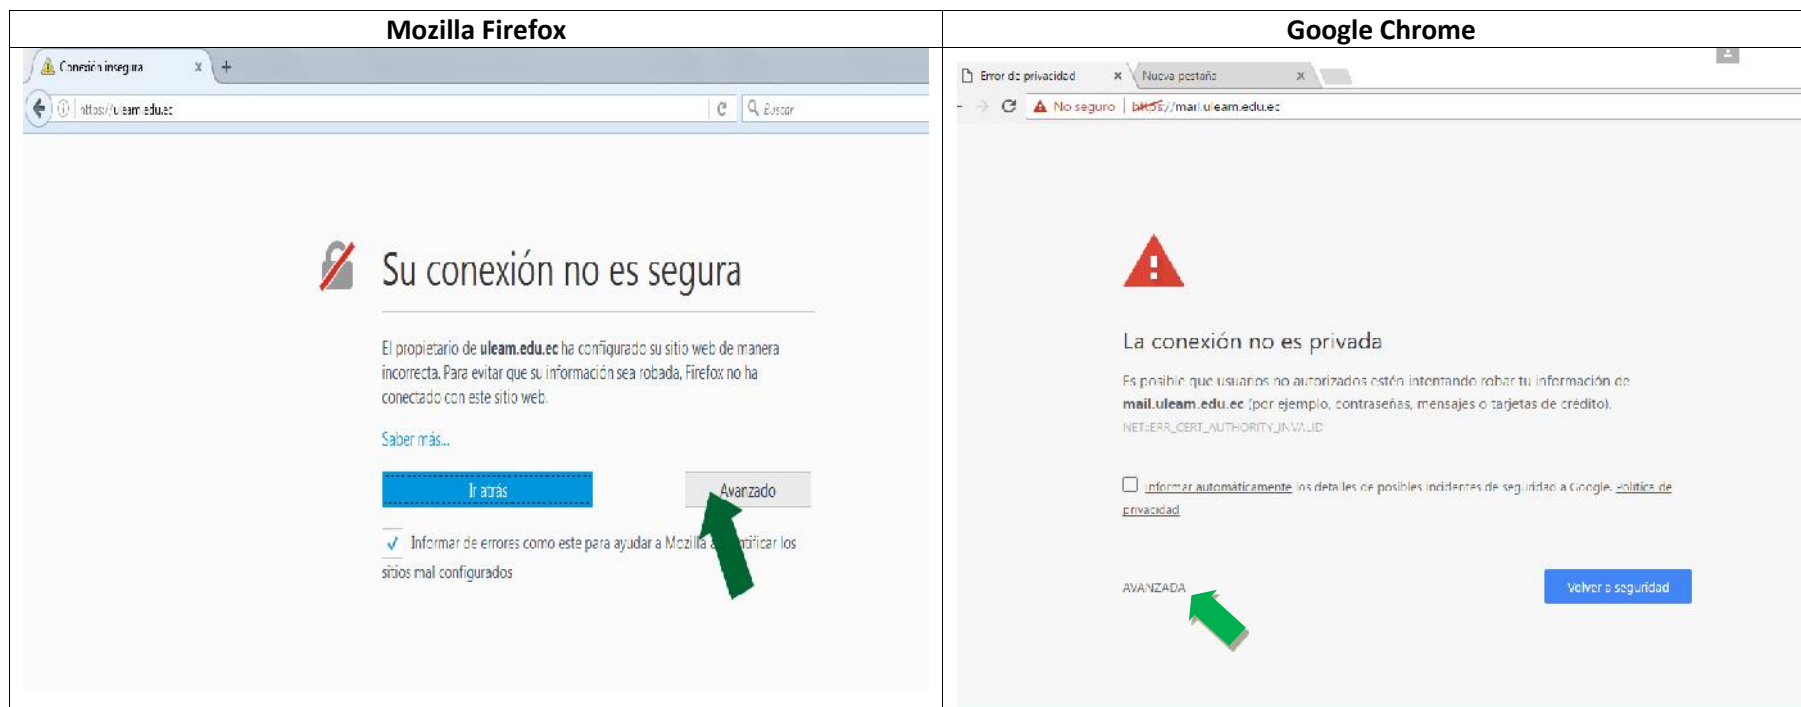 Mozilla Firefox
Conexión insegura
https://uleam.edu.ec
Buscar
Su conexión no es segura
El propietario de uleam.edu.ec ha configurado su sitio web de manera
incorrecta. Para evitar que su información sea robada, Firefox no ha
conectado con este sitio web.
Saber más...
Ir atrás
Avanzado
Informar de errores como este para ayudar a Mozilla los
sitios mal configurados
Google Chrome
Error de privacidad
Nueva pestaña
No seguro
https://mail.uleam.edu.ec
La conexión no es privada
Es posible que usuarios no autorizados estén intentando robar tu información de
mail.uleam.edu.ec (por ejemplo, contraseñas, mensajes o tarjetas de crédito).
NET::ERR_CERT_AUTHORITY_INVALID
Informar automáticamente los detalles de posibles incidentes de seguridad a Google. Política de
privacidad
AVANZADA
Volver a seguridad